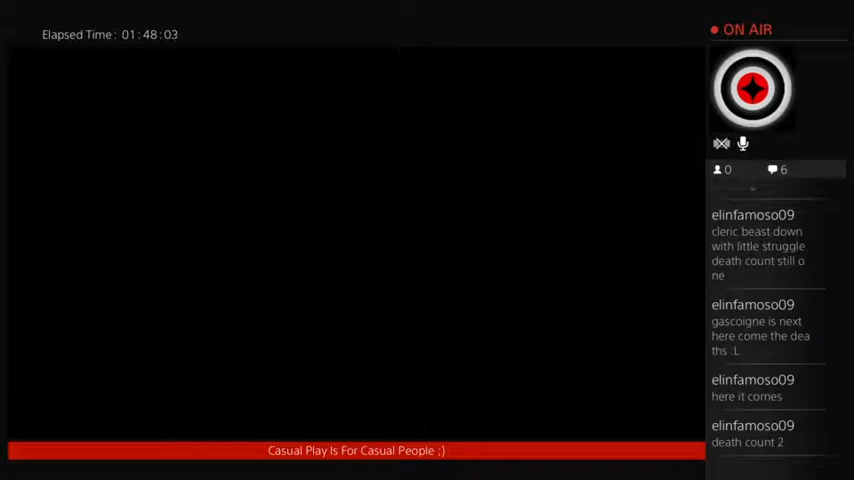 Elapsed Time: 01:48:03
ON AIR
0
6
elinfamoso09
cleric beast down
with little struggle
death count still o
ne
elinfamoso09
gascoigne is next
here come the dea
ths :L
elinfamoso09
here it comes
elinfamoso09
death count 2
Casual Play Is For Casual People ;)